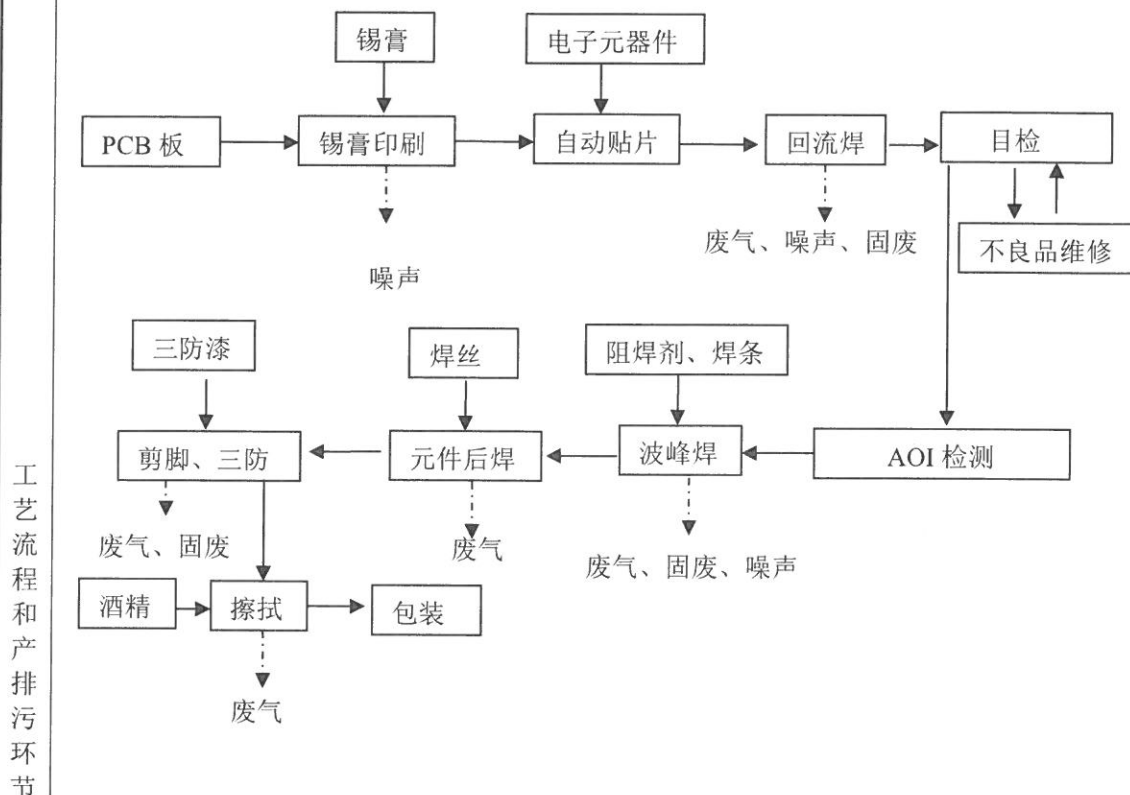 锡膏
电子元器件
PCB 板
锡膏印刷
自动贴片
回流焊
目检
噪声
废气、噪声、固废
不良品维修
三防漆
焊丝
阻焊剂、焊条
剪脚、三防
元件后焊
波峰焊
AOI 检测
废气、固废
废气
废气、固废、噪声
酒精
擦拭
包装
废气
工艺流程和产排污环节